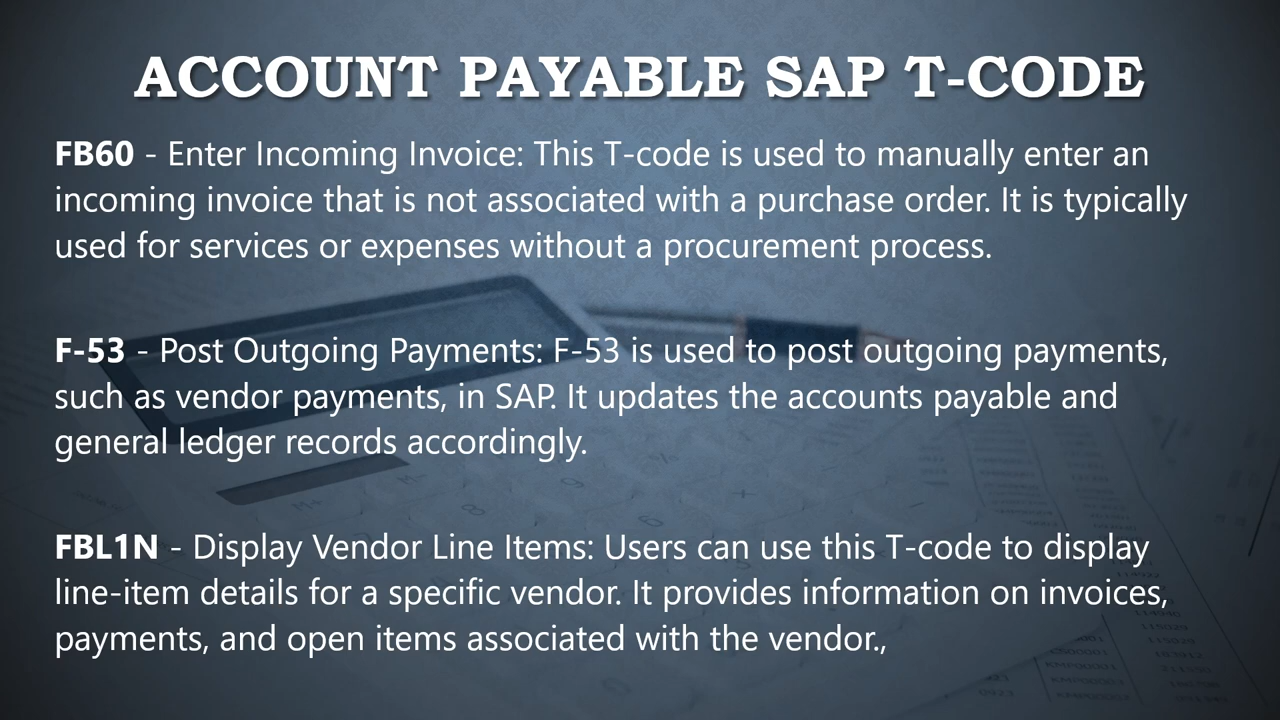 ACCOUNT PAYABLE SAP T-CODE
FB60 - Enter Incoming Invoice: This T-code is used to manually enter an
incoming invoice that is not associated with a purchase order. It is typically
used for services or expenses without a procurement process.
F-53 - Post Outgoing Payments: F-53 is used to post outgoing payments,
such as vendor payments, in SAP. It updates the accounts payable and
general ledger records accordingly.
FBL1N - Display Vendor Line Items: Users can use this T-code to display
line-item details for a specific vendor. It provides information on invoices,
payments, and open items associated with the vendor.,